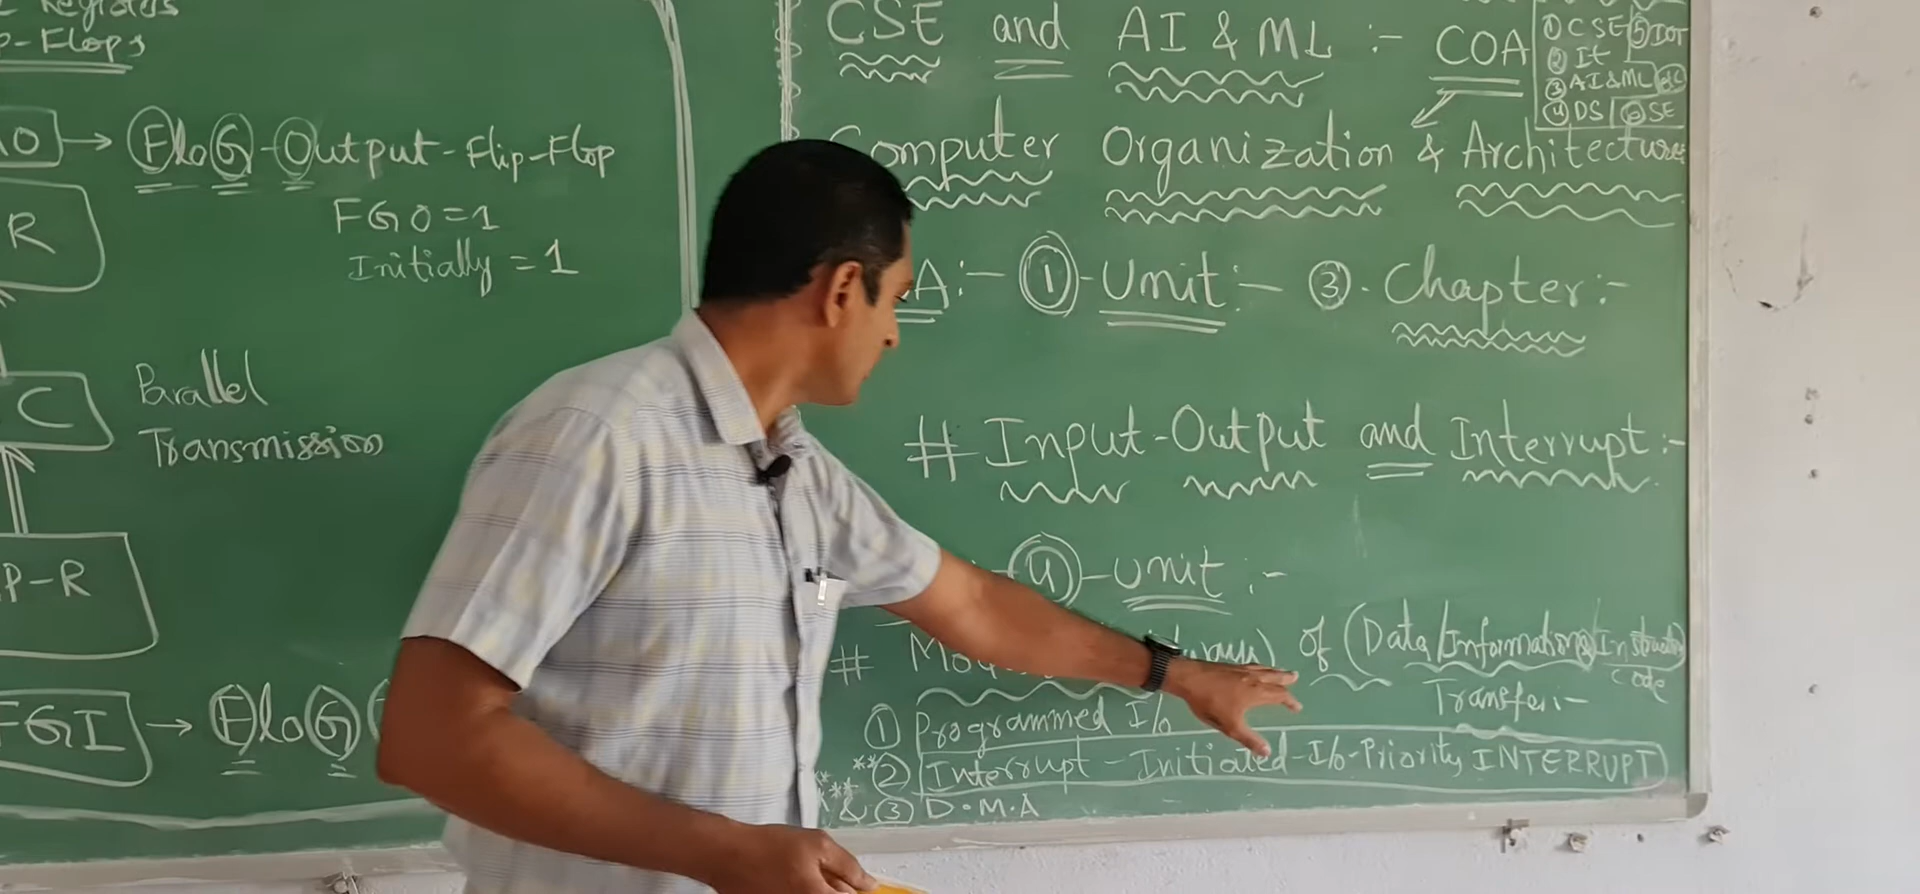 p-Flops
→ FlaG-Output-Flip-Flop
FGO=1
Initially = 1
R
Parallel
Transmission
C
P-R
FGI → FlaG
CSE and AI & ML :- COA
① CSE ⑤ IOT
② It
③ AI & ML
④ DS ⑥ SE
Computer Organization & Architecture
A:- ①-Unit:- ③. Chapter:-
# Input-Output and Interrupt:-
④-unit :-
# of (Data/Information/Instruction
code
Transfer:-
① Programmed I/o
**② Interrupt-Initiated-I/o-Priority INTERRUPT)
*** & ③ D.M.A